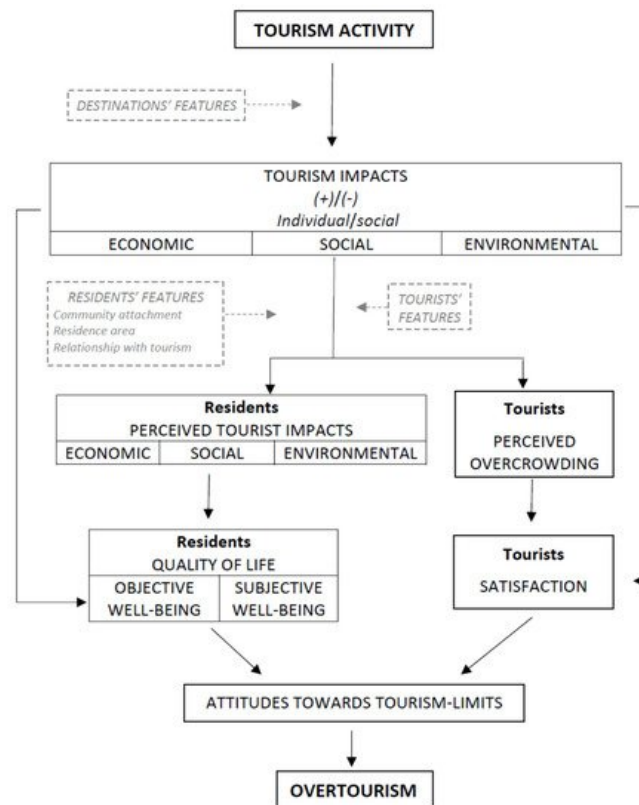 TOURISM ACTIVITY
DESTINATIONS' FEATURES
TOURISM IMPACTS
(+)/(-)
Individual/social
ECONOMIC
SOCIAL
ENVIRONMENTAL
RESIDENTS' FEATURES
Community attachment
Residence area
Relationship with tourism
TOURISTS'
FEATURES
Residents
PERCEIVED TOURIST IMPACTS
ECONOMIC
SOCIAL
ENVIRONMENTAL
Tourists
PERCEIVED
OVERCROWDING
Residents
QUALITY OF LIFE
OBJECTIVE
WELL-BEING
SUBJECTIVE
WELL-BEING
Tourists
SATISFACTION
ATTITUDES TOWARDS TOURISM-LIMITS
OVERTOURISM